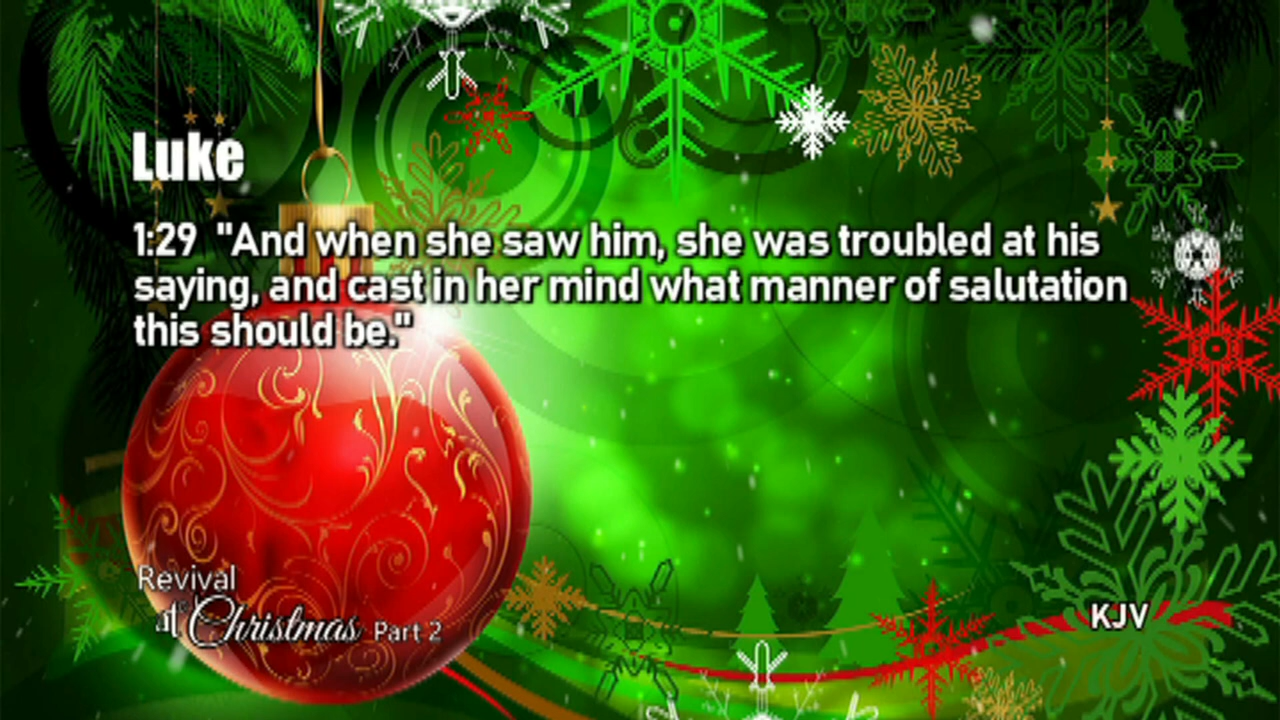 Luke
1:29 "And when she saw him, she was troubled at his
saying, and cast in her mind what manner of salutation
this should be."
Revival
at Christmas Part 2
KJV